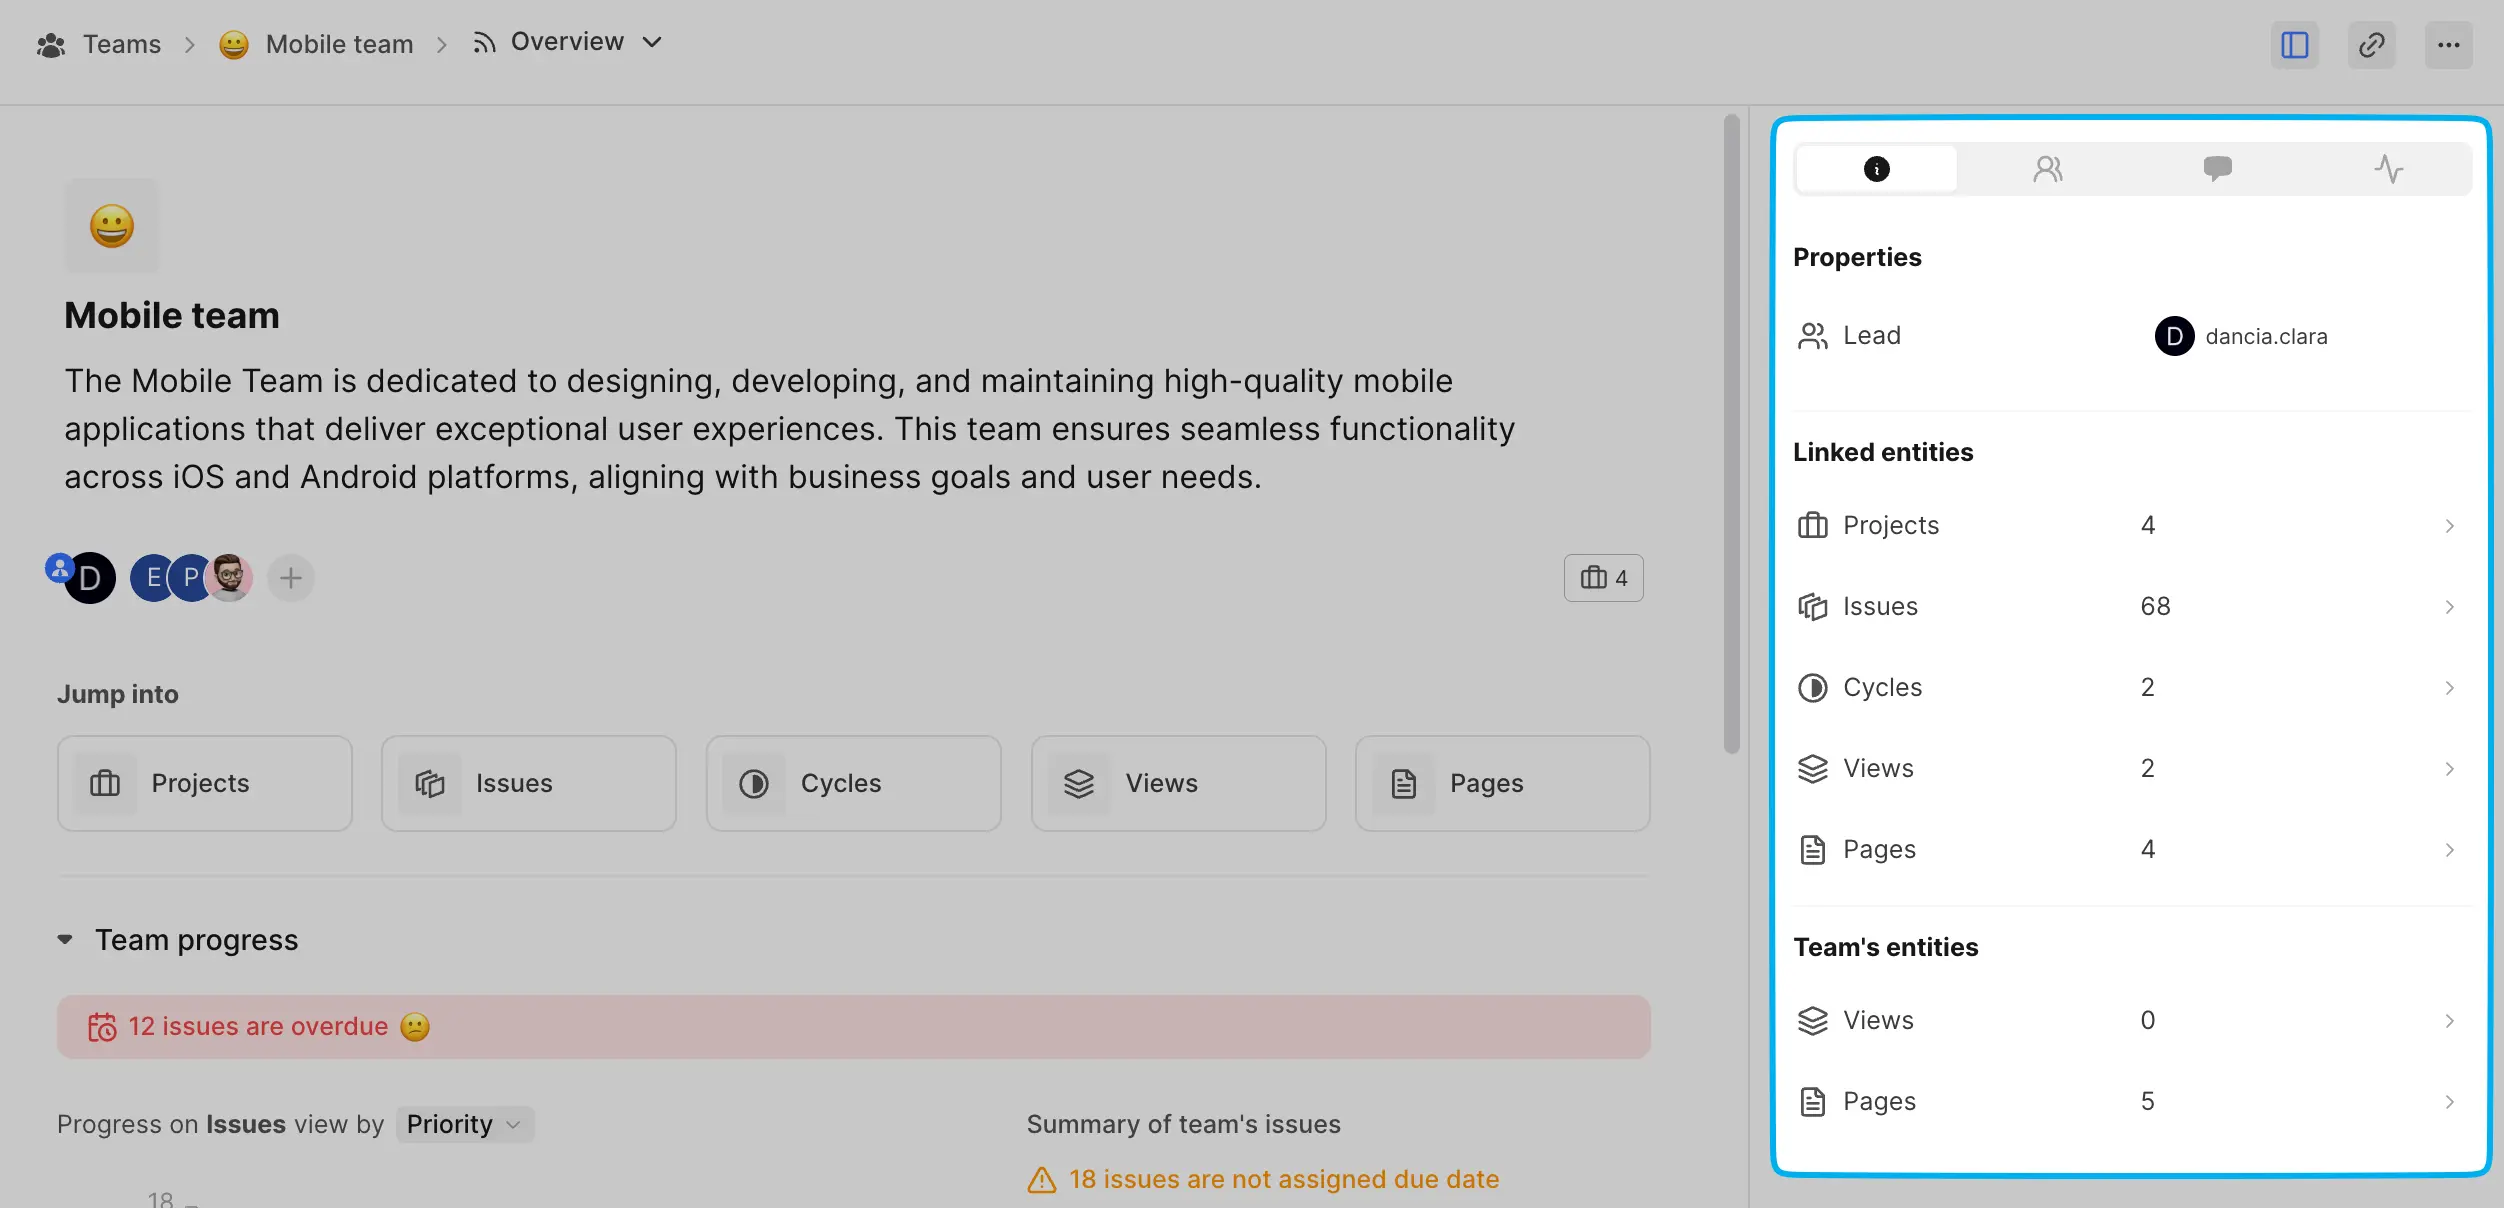 Teams > Mobile team > Overview
Mobile team
The Mobile Team is dedicated to designing, developing, and maintaining high-quality mobile
applications that deliver exceptional user experiences. This team ensures seamless functionality
across iOS and Android platforms, aligning with business goals and user needs.
D E P + 4
Jump into
Projects Issues Cycles Views Pages
Team progress
12 issues are overdue
Progress on Issues view by Priority
18
Summary of team's issues
18 issues are not assigned due date
Properties
Lead D dancia.clara
Linked entities
Projects 4
Issues 68
Cycles 2
Views 2
Pages 4
Team's entities
Views 0
Pages 5